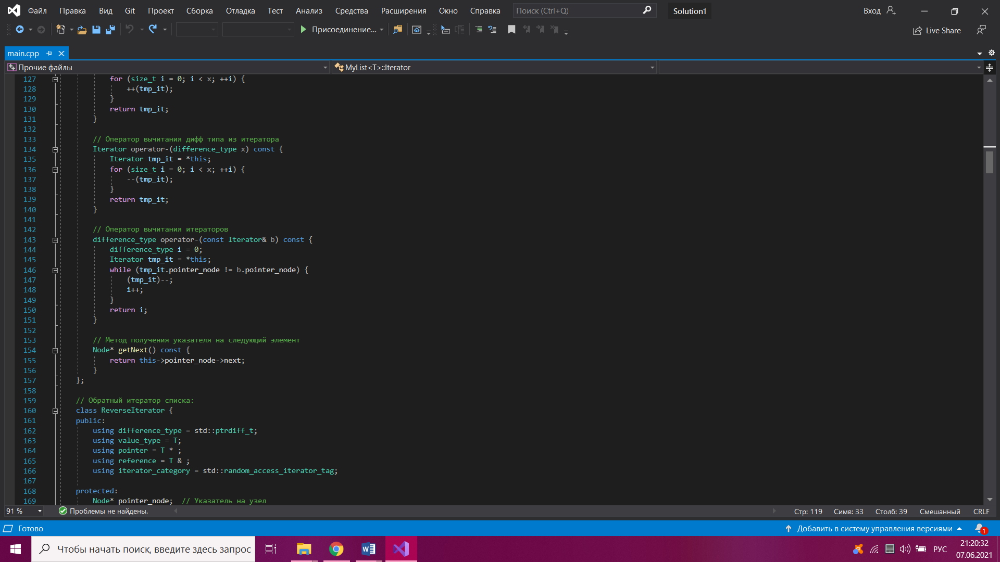 Файл Правка Вид Git Проект Сборка Отладка Тест Анализ Средства Расширения Окно Справка Поиск (Ctrl+Q) Solution1 Вход
Присоединение... Live Share
main.cpp
Прочие файлы MyList<T>::Iterator
127 for (size_t i = 0; i < x; ++i) {
128 ++(tmp_it);
129 }
130 return tmp_it;
131 }
132
133 // Оператор вычитания дифф типа из итератора
134 Iterator operator-(difference_type x) const {
135 Iterator tmp_it = *this;
136 for (size_t i = 0; i < x; ++i) {
137 --(tmp_it);
138 }
139 return tmp_it;
140 }
141
142 // Оператор вычитания итераторов
143 difference_type operator-(const Iterator& b) const {
144 difference_type i = 0;
145 Iterator tmp_it = *this;
146 while (tmp_it.pointer_node != b.pointer_node) {
147 (tmp_it)--;
148 i++;
149 }
150 return i;
151 }
152
153 // Метод получения указателя на следующий элемент
154 Node* getNext() const {
155 return this->pointer_node->next;
156 }
157 };
158
159 // Обратный итератор списка:
160 class ReverseIterator {
161 public:
162 using difference_type = std::ptrdiff_t;
163 using value_type = T;
164 using pointer = T * ;
165 using reference = T & ;
166 using iterator_category = std::random_access_iterator_tag;
167
168 protected:
169 Node* pointer_node; // Указатель на узел
91 % Проблемы не найдены. Стр: 119 Симв: 33 Столб: 39 Смешанный CRLF
Готово Добавить в систему управления версиями 1
Чтобы начать поиск, введите здесь запрос РУС 21:20:32
07.06.2021